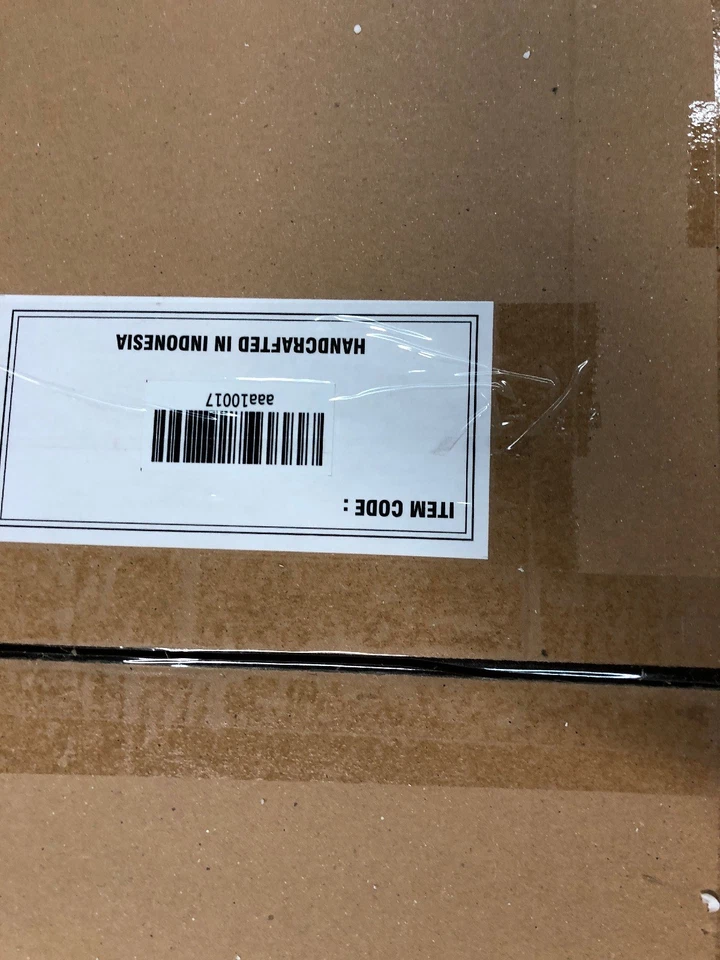 ITEM CODE :
aaa10017
HANDCRAFTED IN INDONESIA